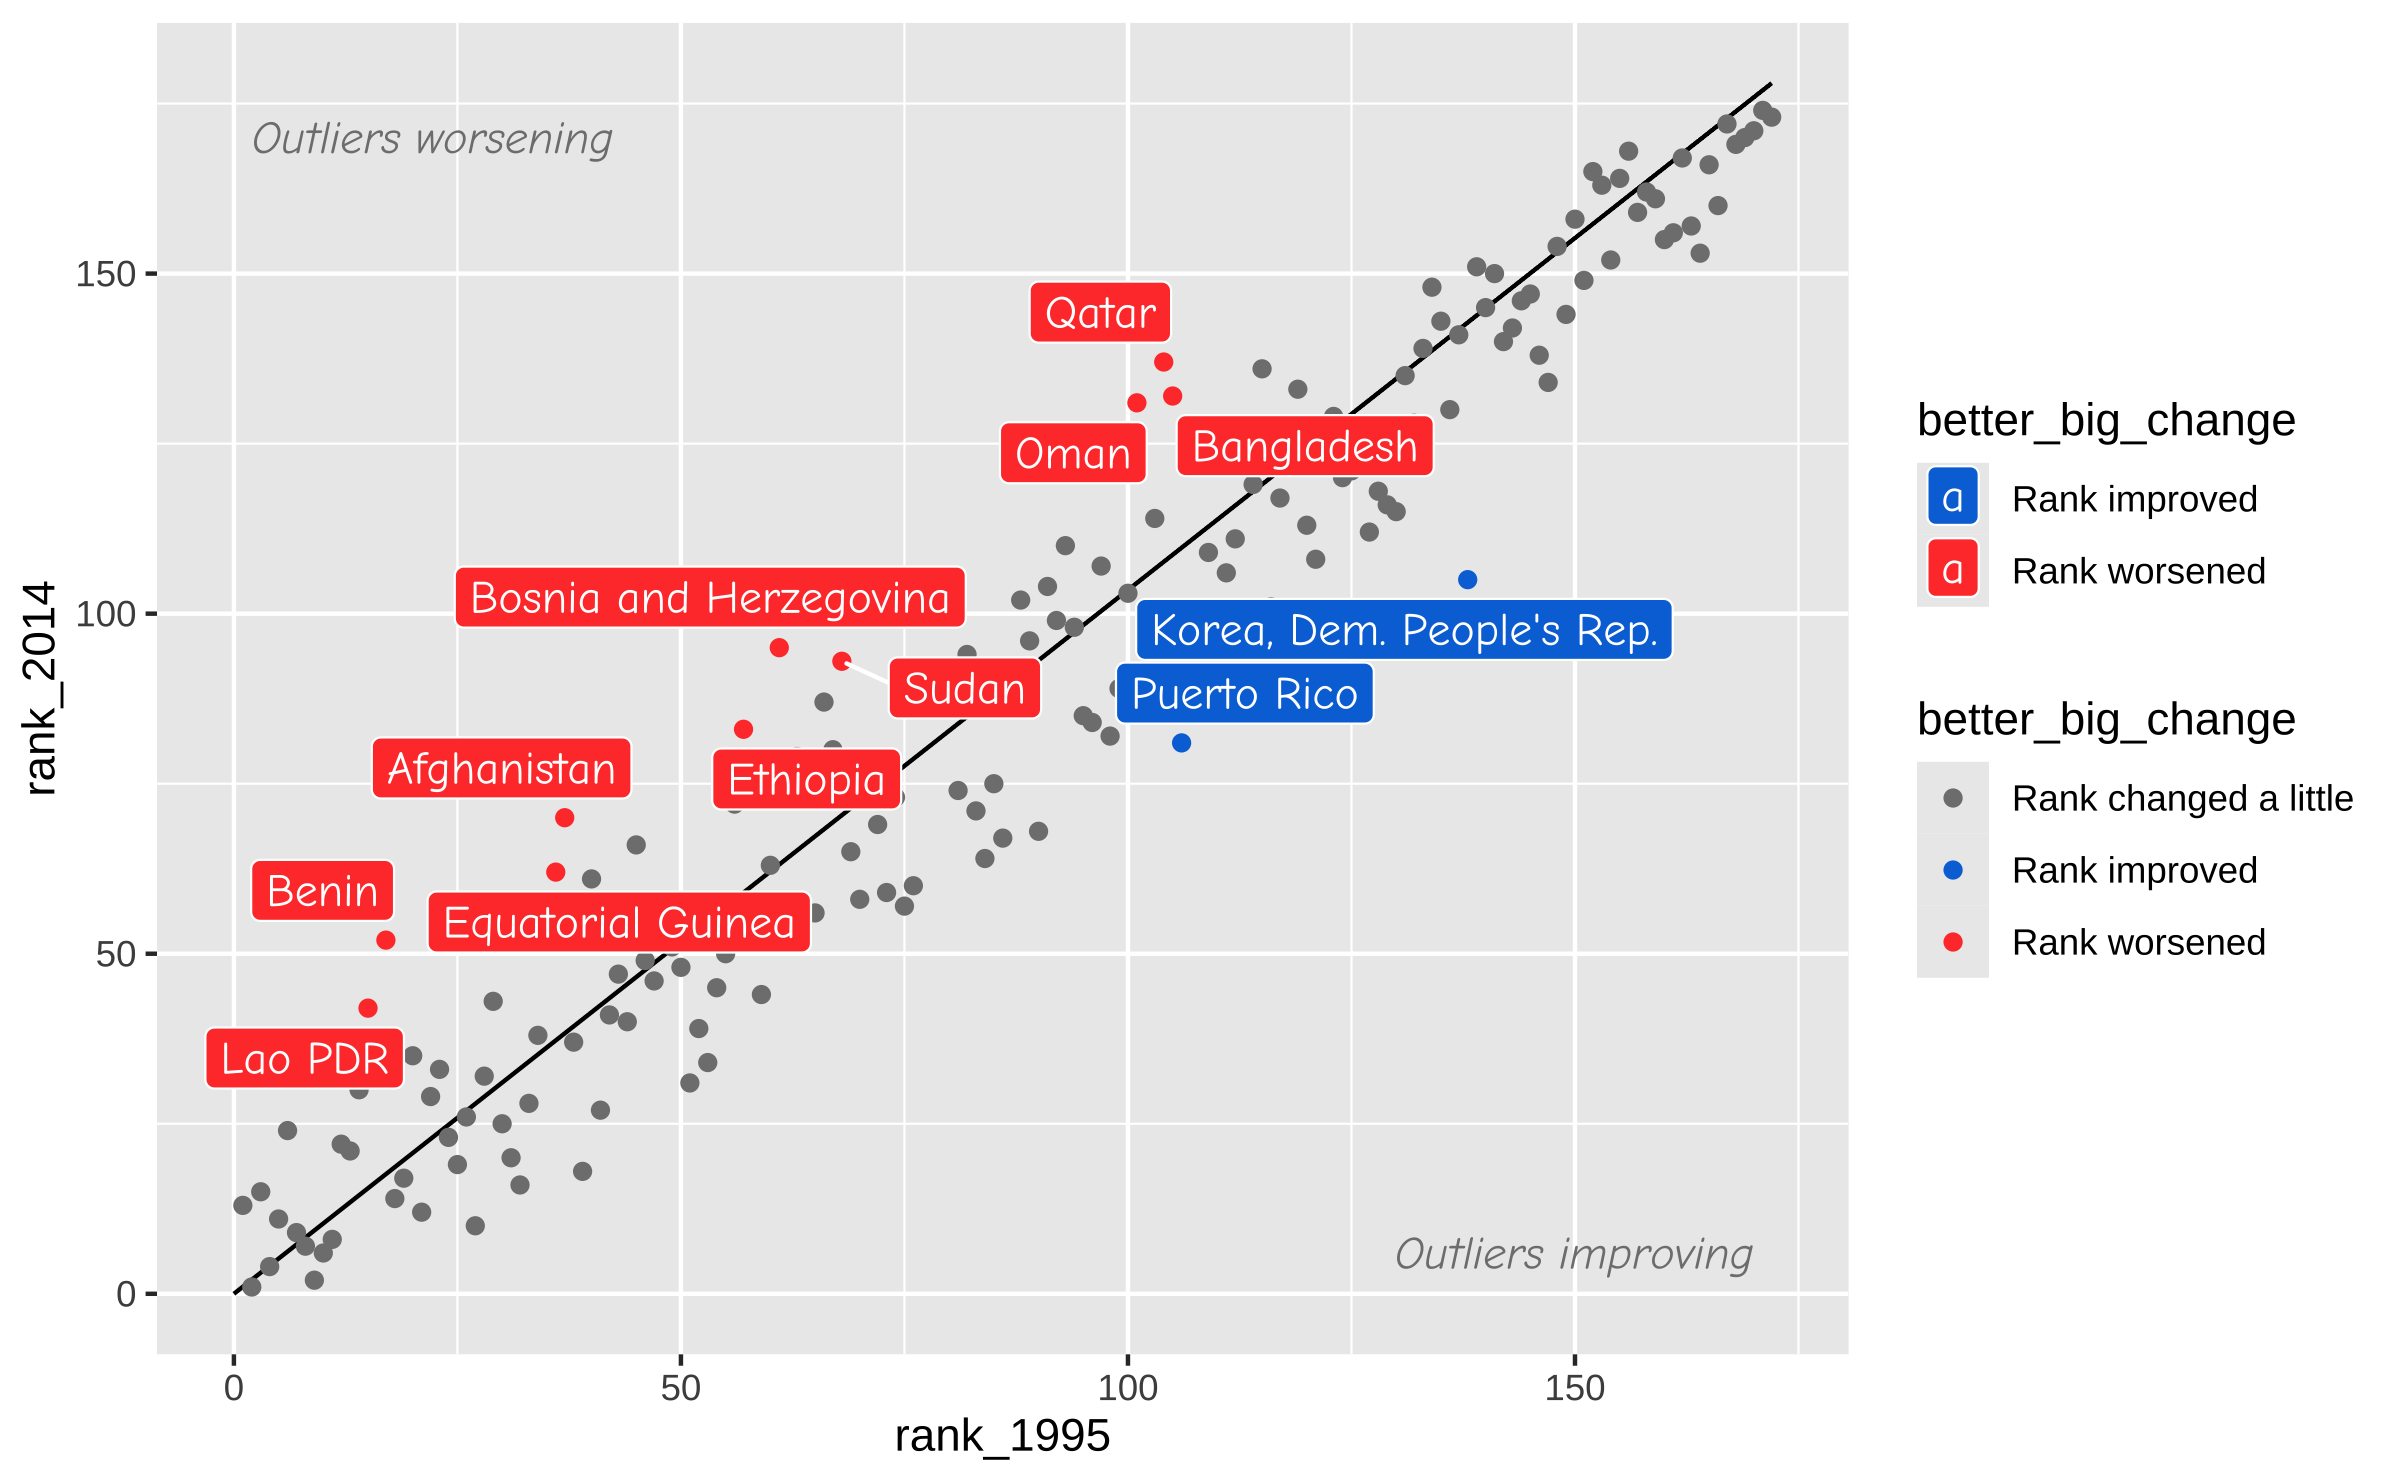 Outliers worsening
150
Qatar
Oman
Bangladesh
Bosnia and Herzegovina
100
Korea, Dem. People's Rep.
Sudan
Puerto Rico
Afghanistan
Ethiopia
Benin
Equatorial Guinea
50
Lao PDR
Outliers improving
0
0
50
100
150
rank_1995
rank_2014
better_big_change
a Rank improved
a Rank worsened
better_big_change
Rank changed a little
Rank improved
Rank worsened